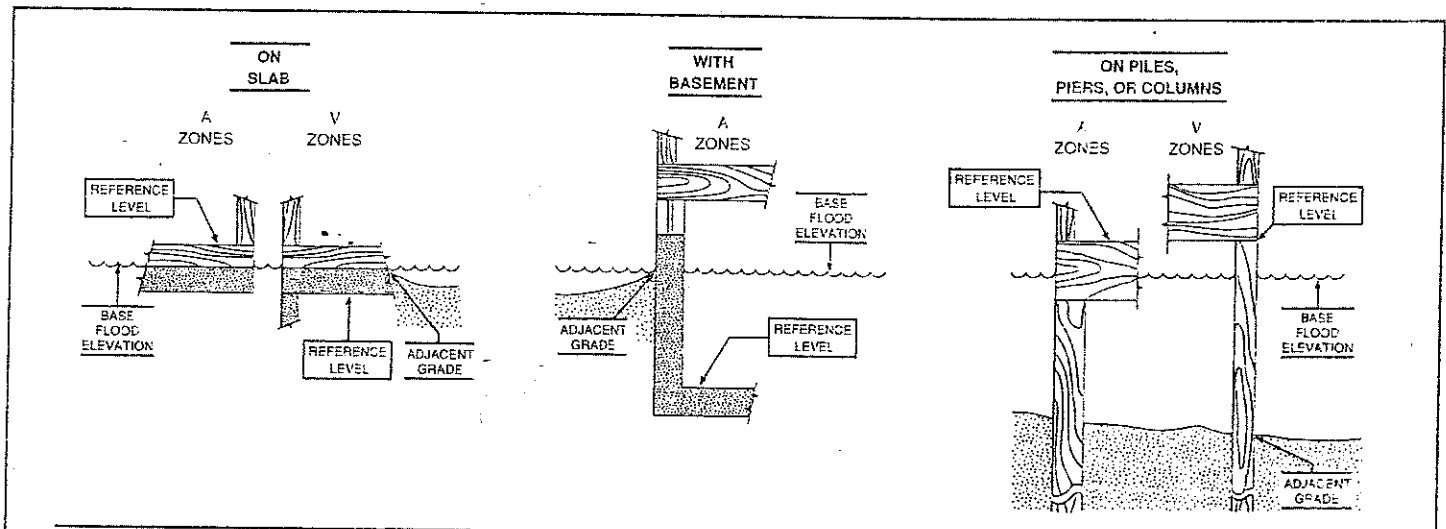 ON
SLAB
A
ZONES
V
ZONES
REFERENCE
LEVEL
BASE
FLOOD
ELEVATION
REFERENCE
LEVEL
ADJACENT
GRADE
WITH
BASEMENT
A
ZONES
BASE
FLOOD
ELEVATION
ADJACENT
GRADE
REFERENCE
LEVEL
ON PILES,
PIERS, OR COLUMNS
A
ZONES
V
ZONES
REFERENCE
LEVEL
REFERENCE
LEVEL
BASE
FLOOD
ELEVATION
ADJACENT
GRADE